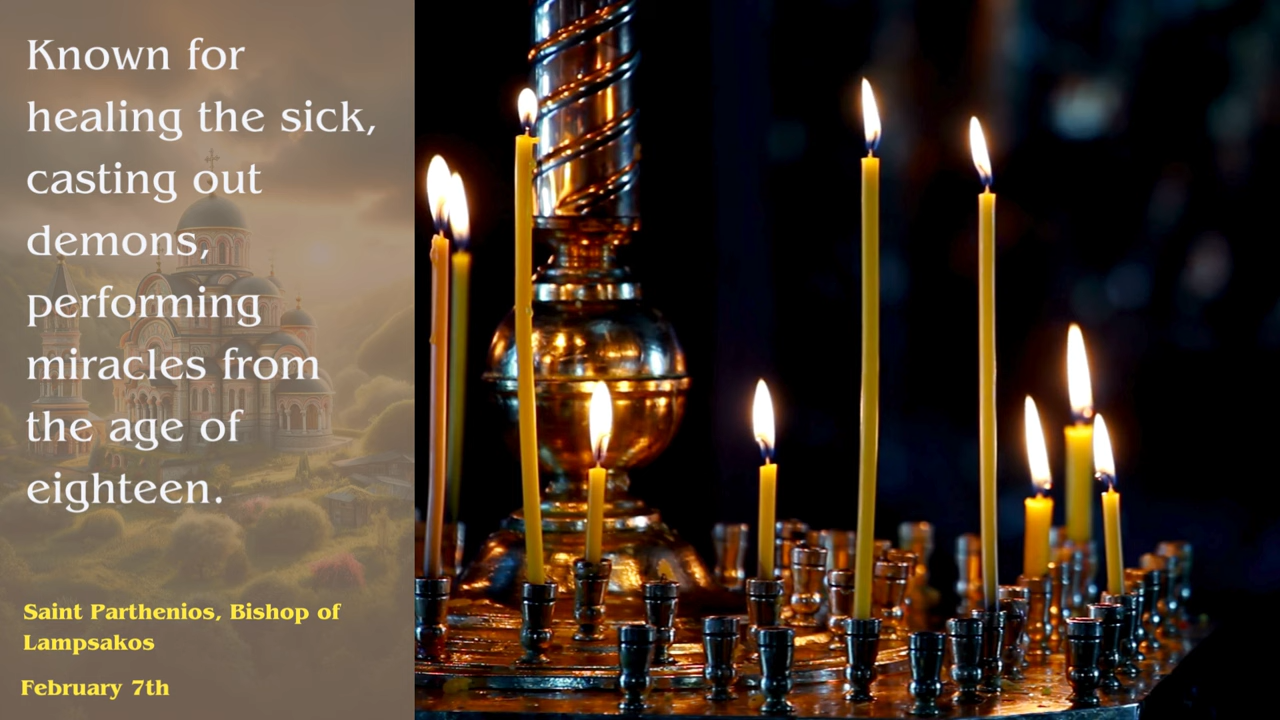 Known for
healing the sick,
casting out
demons,
performing
miracles from
the age of
eighteen.
Saint Parthenios, Bishop of
Lampsakos
February 7th